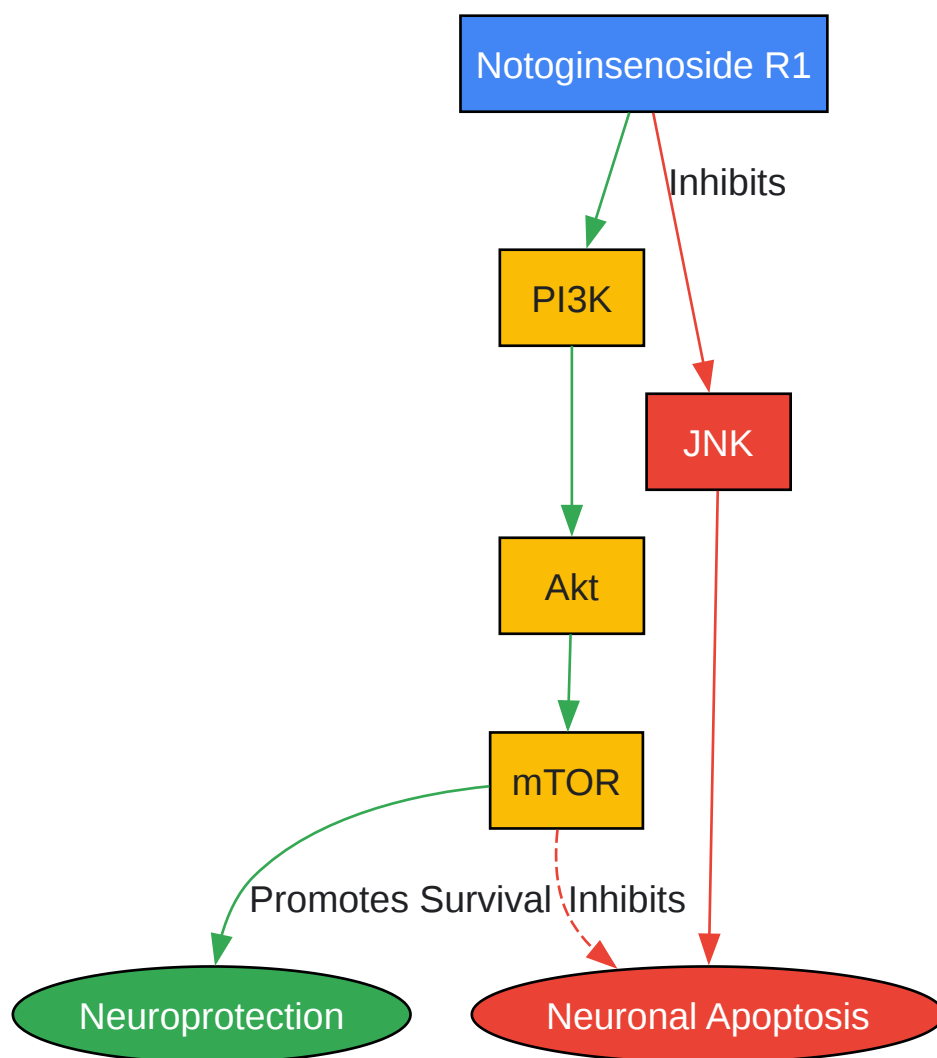 Notoginsenoside R1
Inhibits
PI3K
JNK
Akt
mTOR
Promotes Survival
Inhibits
Neuroprotection
Neuronal Apoptosis